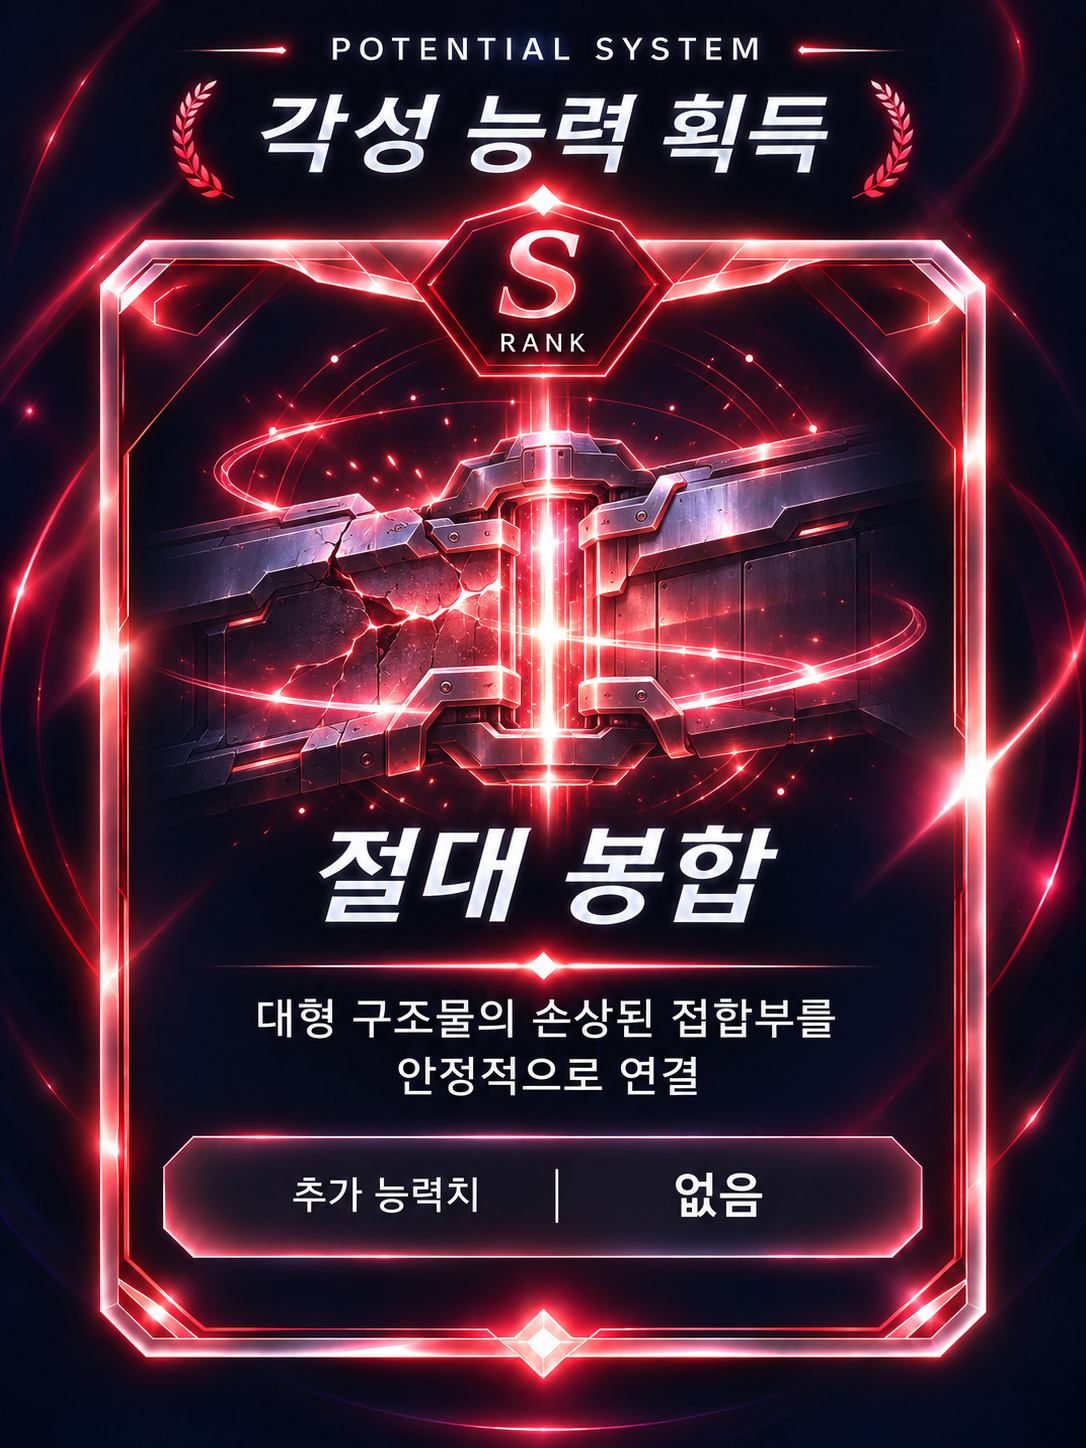 POTENTIAL SYSTEM
각성 능력 획득
S
RANK
절대 봉합
대형 구조물의 손상된 접합부를
안정적으로 연결
추가 능력치 | 없음